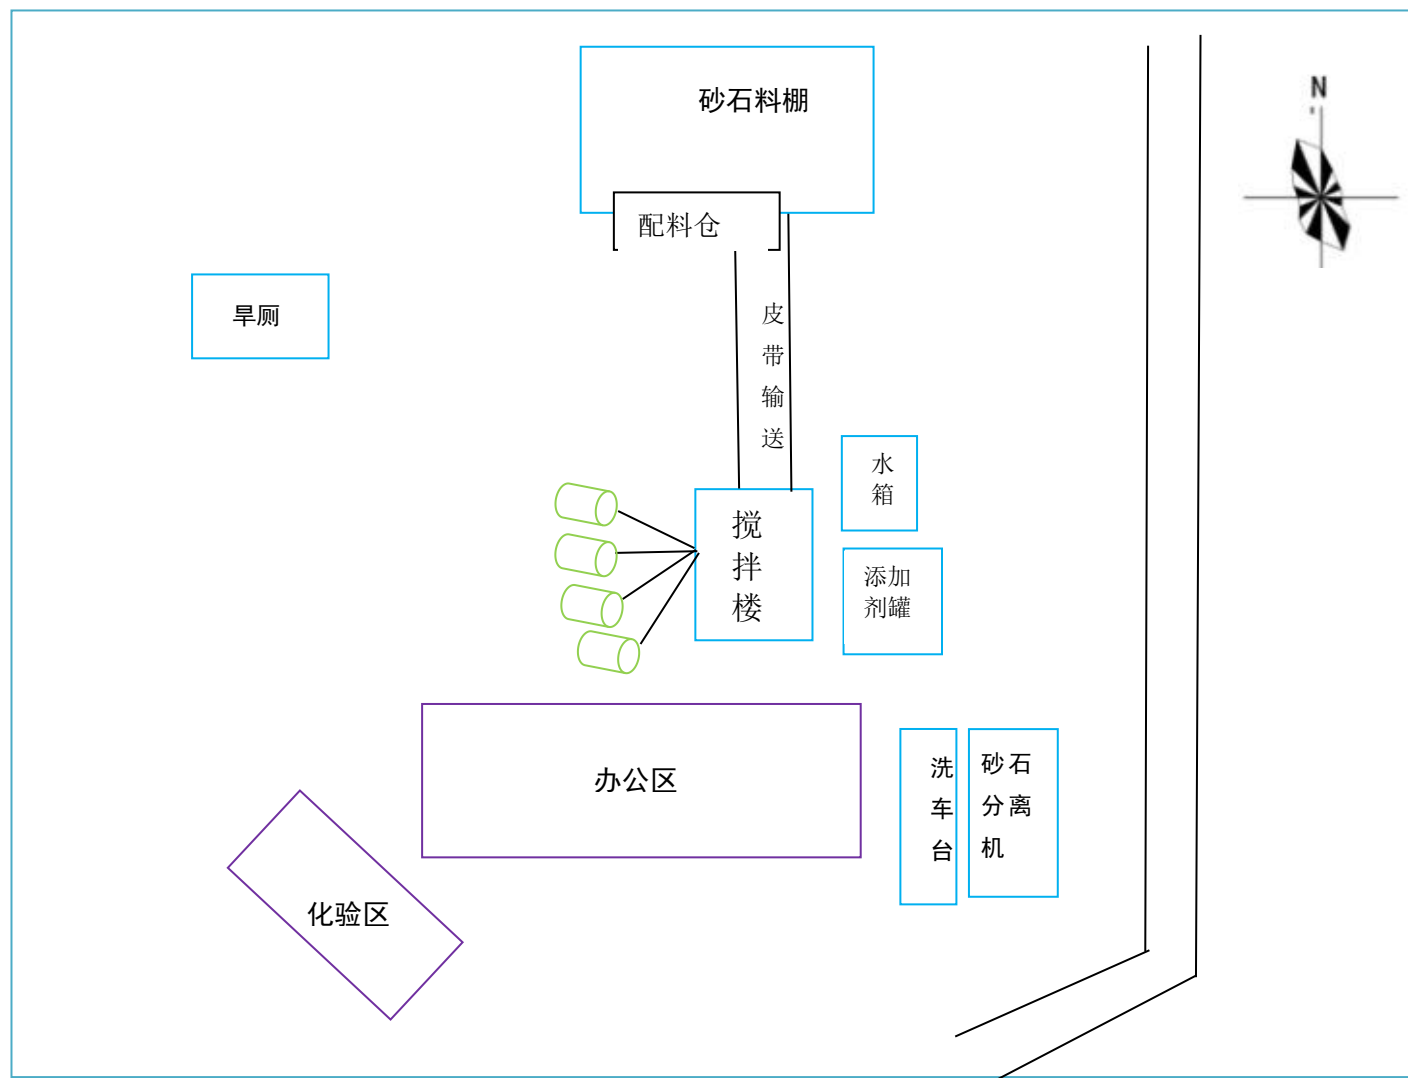 N
砂石料棚
配料仓
旱厕
皮
带
输
送
水
箱
搅
拌
楼
添加
剂罐
办公区
洗
车
台
砂石
分离
机
化验区